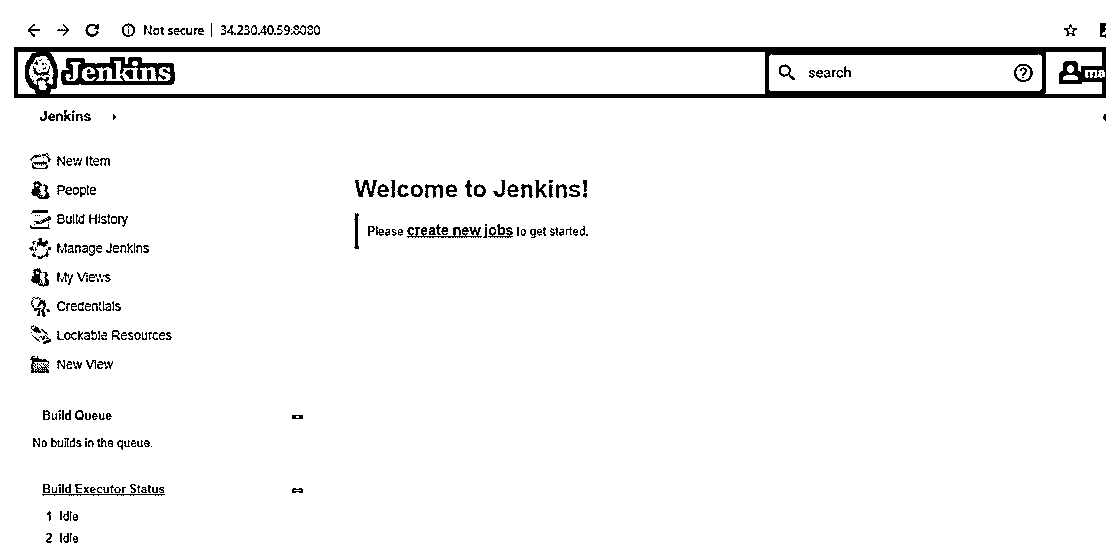 Not secure | 34.230.40.59:8080
Jenkins
search
ma
Jenkins
New Item
People
Build History
Manage Jenkins
My Views
Credentials
Lockable Resources
New View
Welcome to Jenkins!
Please create new jobs to get started.
Build Queue
No builds in the queue.
Build Executor Status
1 Idle
2 Idle